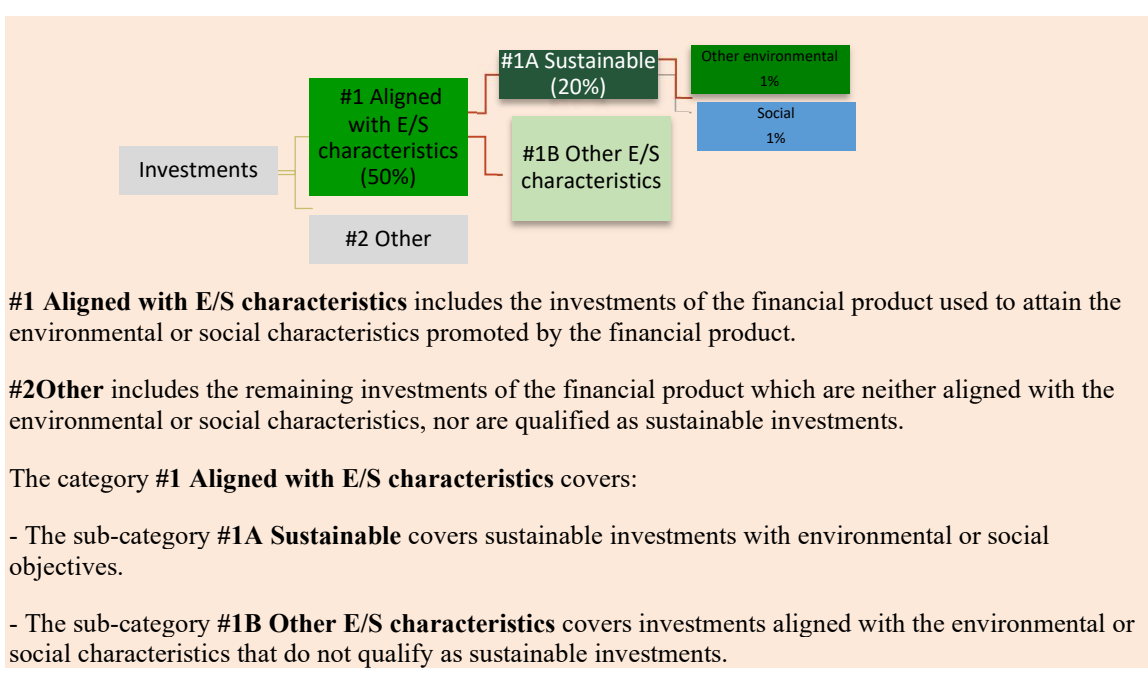 #1A Sustainable
(20%)
Other environmental
1%
#1 Aligned
with E/S
characteristics
(50%)
Social
1%
Investments
#1B Other E/S
characteristics
#2 Other
#1 Aligned with E/S characteristics includes the investments of the financial product used to attain the
environmental or social characteristics promoted by the financial product.
#2Other includes the remaining investments of the financial product which are neither aligned with the
environmental or social characteristics, nor are qualified as sustainable investments.
The category #1 Aligned with E/S characteristics covers:
- The sub-category #1A Sustainable covers sustainable investments with environmental or social
objectives.
- The sub-category #1B Other E/S characteristics covers investments aligned with the environmental or
social characteristics that do not qualify as sustainable investments.